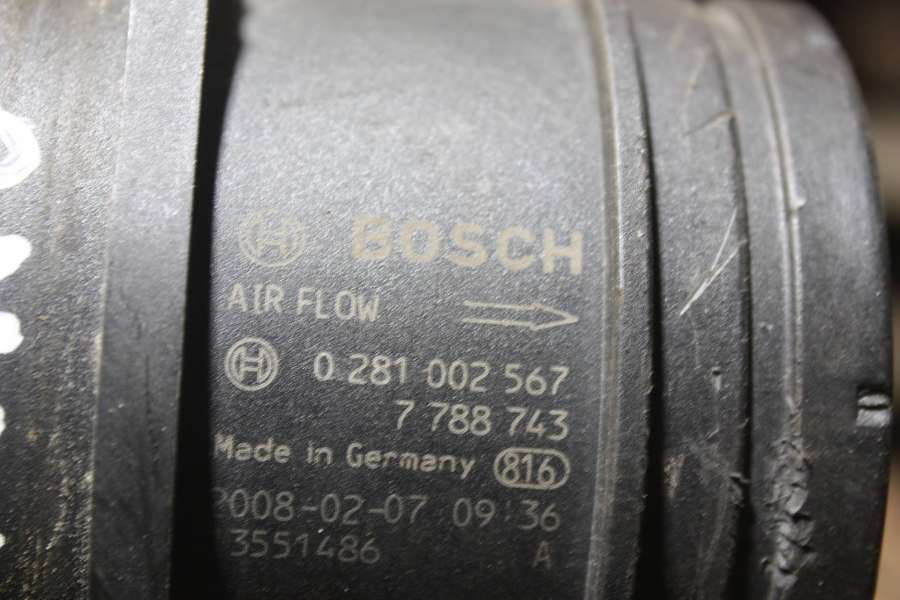 BOSCH
AIR FLOW
0 281 002 567
7 788 743
Made in Germany 816
2008-02-07 09:36
3551486 A